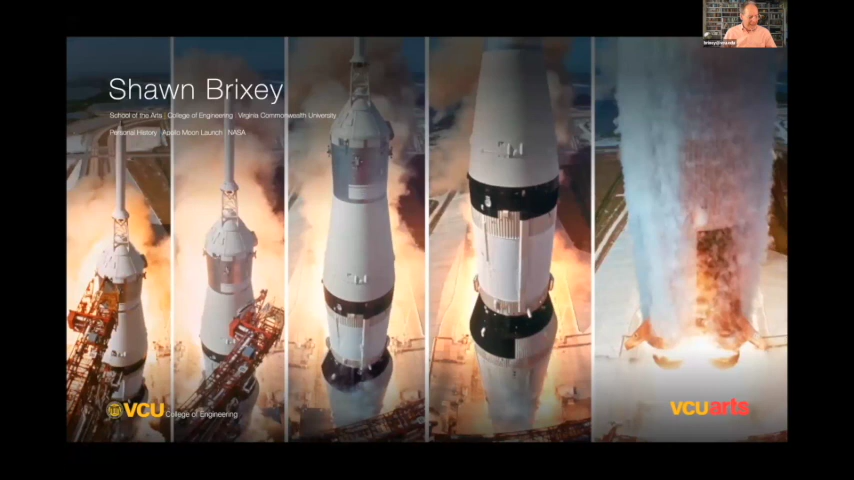 Shawn Brixey
School of the Arts | College of Engineering | Virginia Commonwealth University
Personal History | Apollo Moon Launch | NASA
VCU College of Engineering
vcuarts